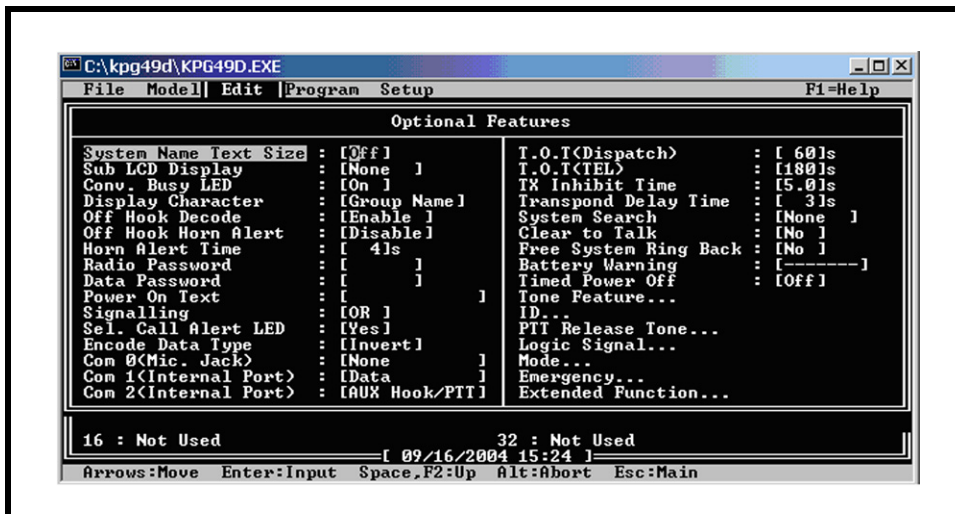 C:\kpg49d\KPG49D.EXE
File Model Edit Program Setup F1=Help
Optional Features
System Name Text Size : [Off]
Sub LCD Display : [None ]
Conv. Busy LED : [On ]
Display Character : [Group Name]
Off Hook Decode : [Enable ]
Off Hook Horn Alert : [Disable]
Horn Alert Time : [ 4]s
Radio Password : [ ]
Data Password : [ ]
Power On Text : [ ]
Signalling : [OR ]
Sel. Call Alert LED : [Yes]
Encode Data Type : [Invert]
Com 0(Mic. Jack) : [None ]
Com 1(Internal Port) : [Data ]
Com 2(Internal Port) : [AUX Hook/PTT]
T.O.T(Dispatch) : [ 60]s
T.O.T(TEL) : [180]s
TX Inhibit Time : [5.0]s
Transpond Delay Time : [ 3]s
System Search : [None ]
Clear to Talk : [No ]
Free System Ring Back : [No ]
Battery Warning : [-------]
Timed Power Off : [Off]
Tone Feature...
ID...
PTT Release Tone...
Logic Signal...
Mode...
Emergency...
Extended Function...
16 : Not Used 32 : Not Used
[ 09/16/2004 15:24 ]
Arrows:Move Enter:Input Space,F2:Up Alt:Abort Esc:Main